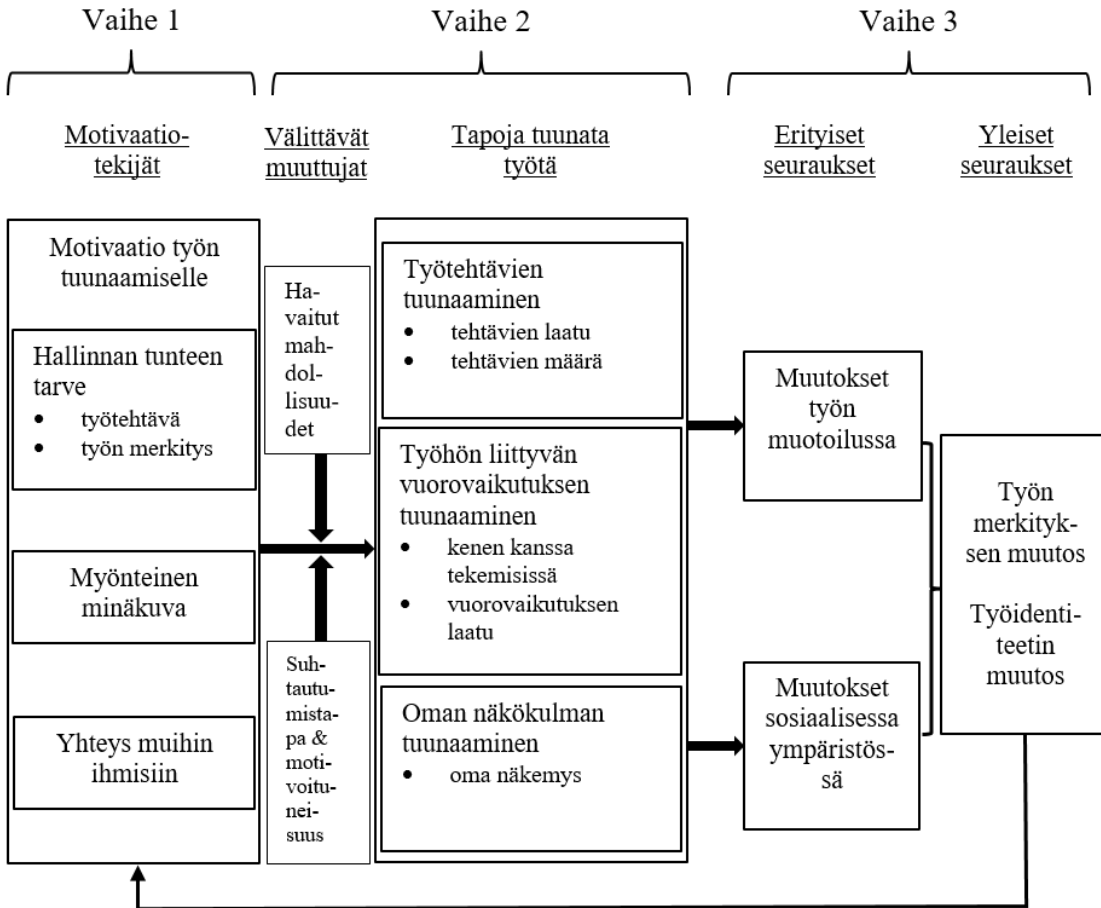 Vaihe 1
Vaihe 2
Vaihe 3
Motivaatio-
tekijät
Välittävät
muuttujat
Tapoja tuunata
työtä
Erityiset
seuraukset
Yleiset
seuraukset
Motivaatio työn
tuunaamiselle
Hallinnan tunteen
tarve
• työtehtävä
• työn merkitys
Myönteinen
minäkuva
Yhteys muihin
ihmisiin
Ha-
vaitut
mah-
dol-
lisuu-
det
Suh-
tautu-
mista-
pa &
moti-
voitu-
nei-
suus
Työtehtävien
tuunaaminen
• tehtävien laatu
• tehtävien määrä
Työhön liittyvän
vuorovaikutuksen
tuunaaminen
• kenen kanssa
tekemisissä
• vuorovaikutuksen
laatu
Oman näkökulman
tuunaaminen
• oma näkemys
Muutokset
työn
muotoilussa
Muutokset
sosiaalisessa
ympäristös-
sä
Työn
merkityk-
sen muutos
Työidenti-
teetin
muutos